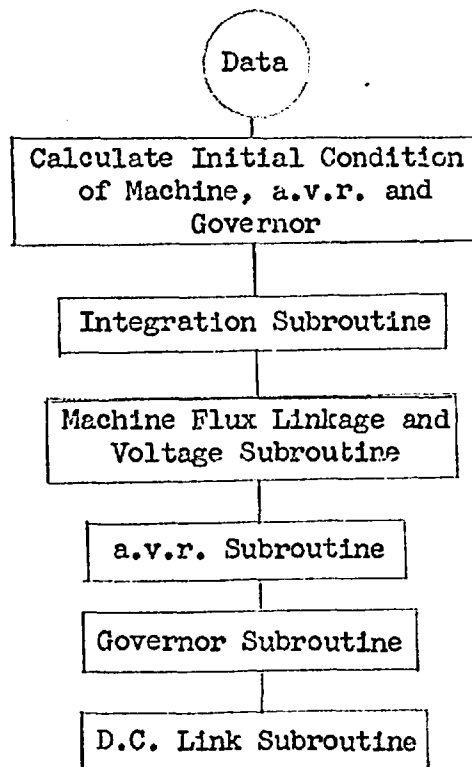 Data
Calculate Initial Condition
of Machine, a.v.r. and
Governor
Integration Subroutine
Machine Flux Linkage and
Voltage Subroutine
a.v.r. Subroutine
Governor Subroutine
D.C. Link Subroutine